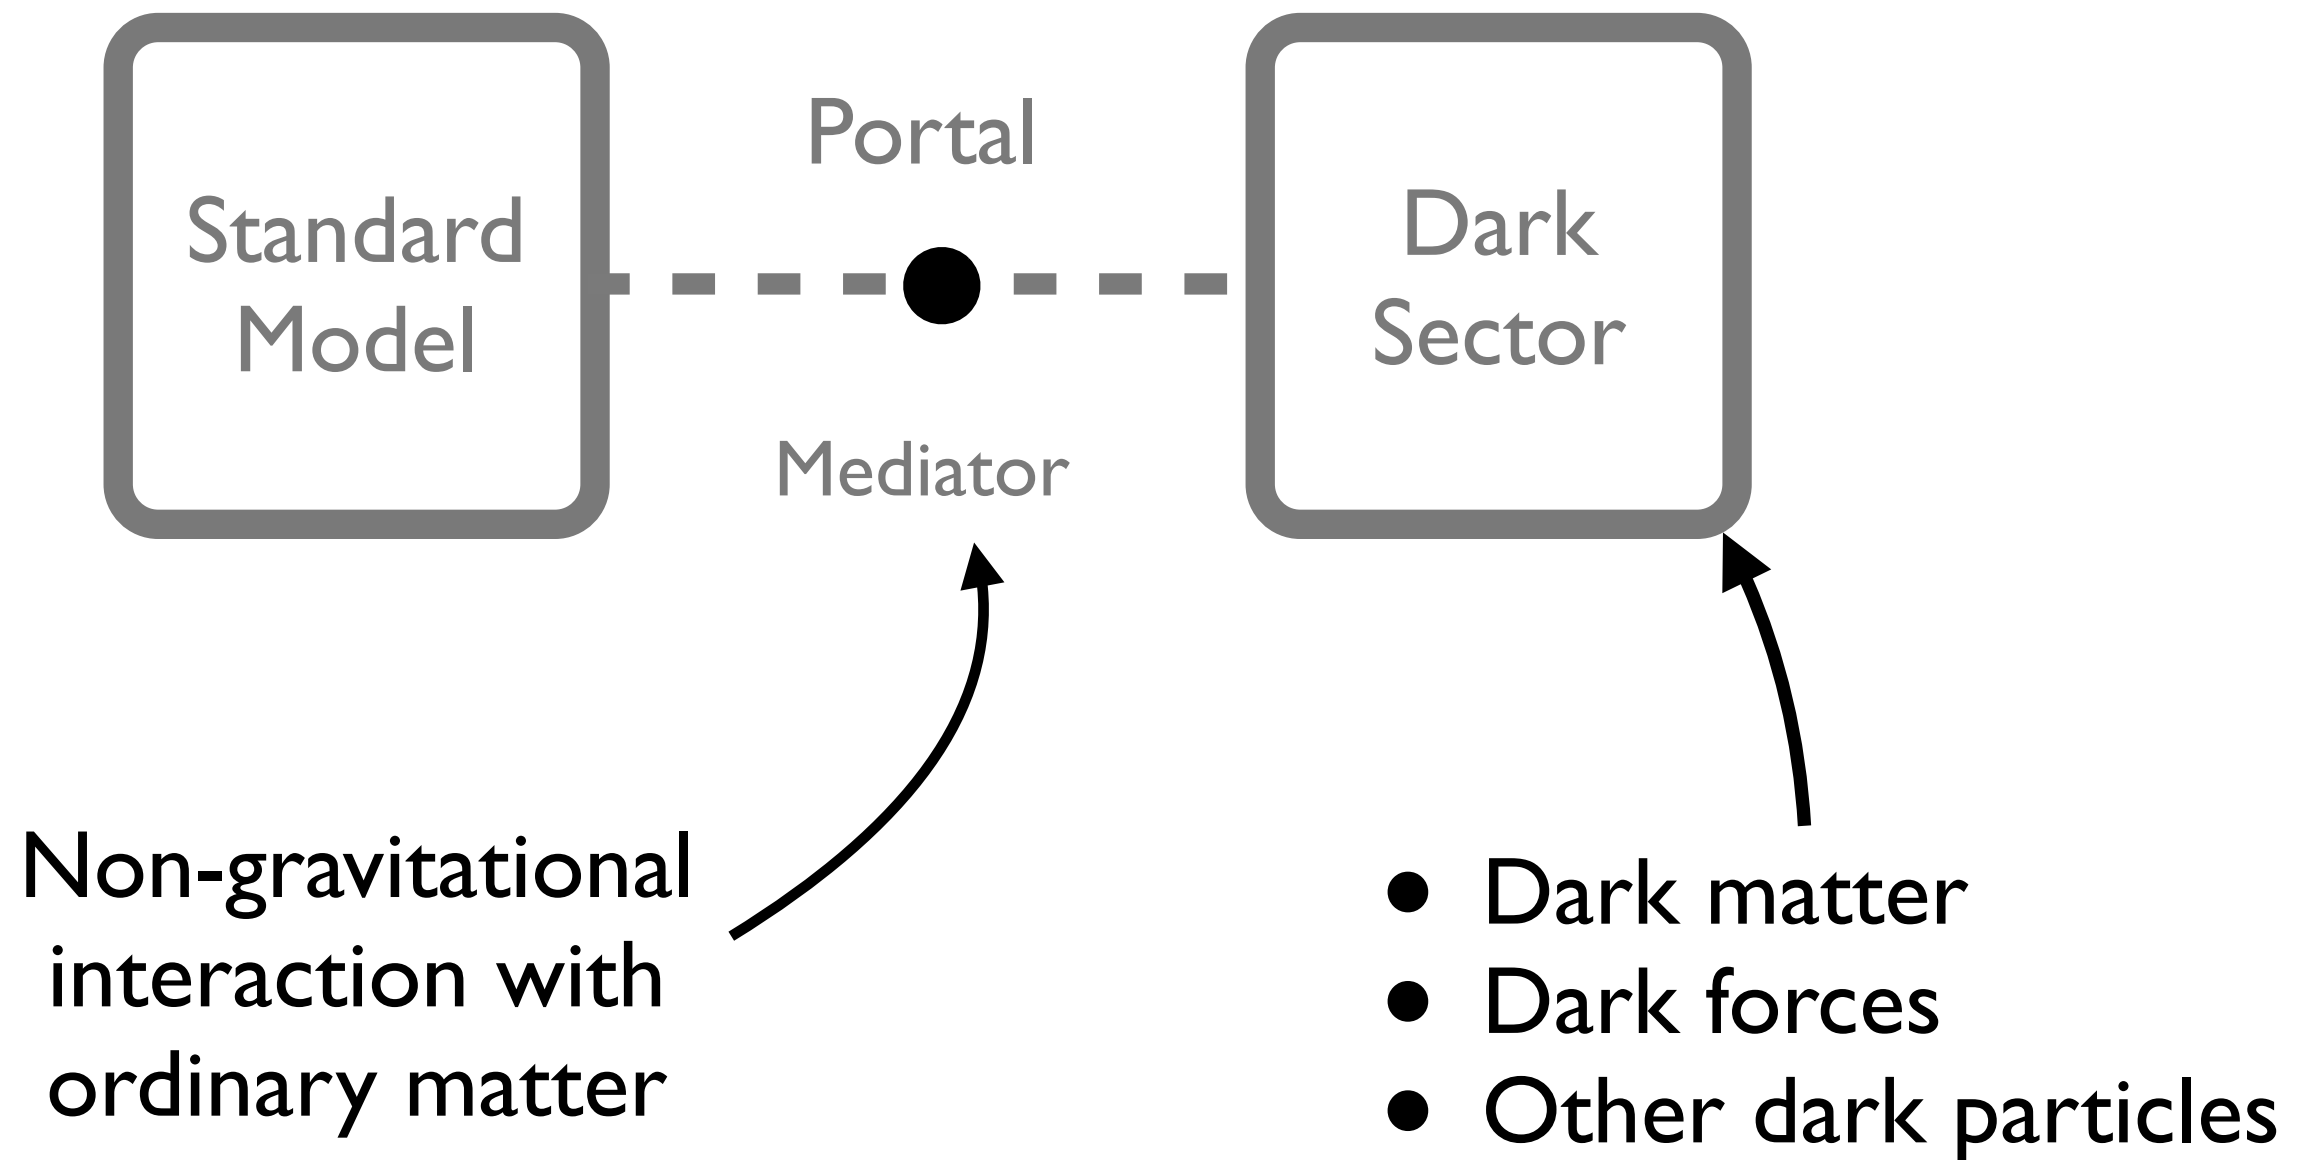 Standard
Model
Portal
Mediator
Dark
Sector
Non-gravitational
interaction with
ordinary matter
• Dark matter
• Dark forces
• Other dark particles